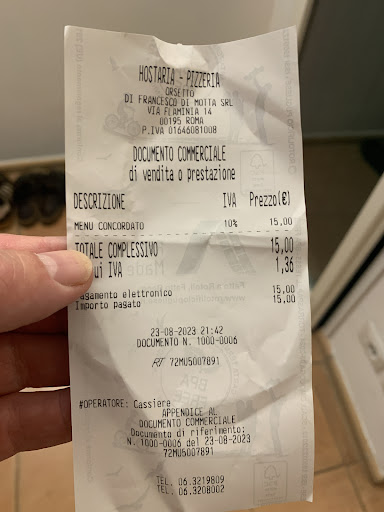 HOSTARIA - PIZZERIA
ORSETTO
DI FRANCESCO DI MOTTA SRL
VIA FLAMINIA 14
00195 ROMA
P.IVA 01646081008
DOCUMENTO COMMERCIALE
di vendita o prestazione
DESCRIZIONE IVA Prezzo(€)
MENU CONCORDATO 10% 15,00
TOTALE COMPLESSIVO 15,00
cui IVA 1,36
Pagamento elettronico 15,00
Importo pagato 15,00
23-08-2023 21:42
DOCUMENTO N. 1000-0006
RT 72MU5007891
#OPERATORE: Cassiere
APPENDICE AL
DOCUMENTO COMMERCIALE
Documento di riferimento:
N. 1000-0006 del 23-08-2023
72MU5007891
TEL. 06.3219809
TEL. 06.3208002